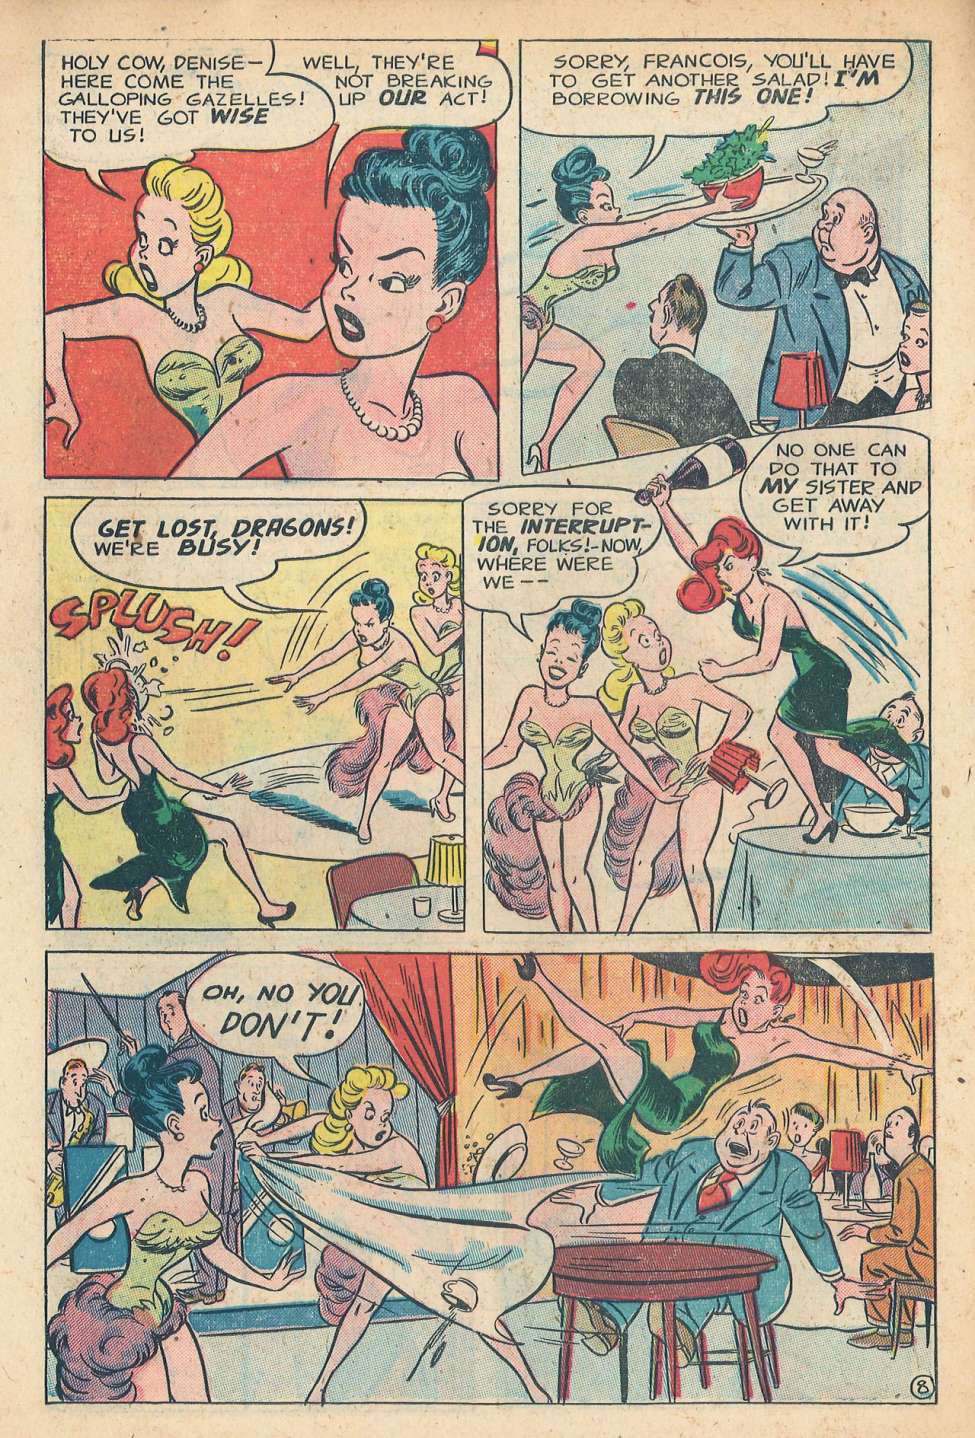 HOLY COW, DENISE—
HERE COME THE
GALLOPING GAZELLES!
THEY'VE GOT WISE
TO US!
WELL, THEY'RE
NOT BREAKING
UP OUR ACT!
SORRY, FRANCOIS, YOU'LL HAVE
TO GET ANOTHER SALAD! I'M
BORROWING THIS ONE!
GET LOST, DRAGONS!
WE'RE BUSY!
SPLUSH!
SORRY FOR
THE INTERRUPT-
ION, FOLKS!-NOW,
WHERE WERE
WE --
NO ONE CAN
DO THAT TO
MY SISTER AND
GET AWAY
WITH IT!
OH, NO YOU
DON'T!
8